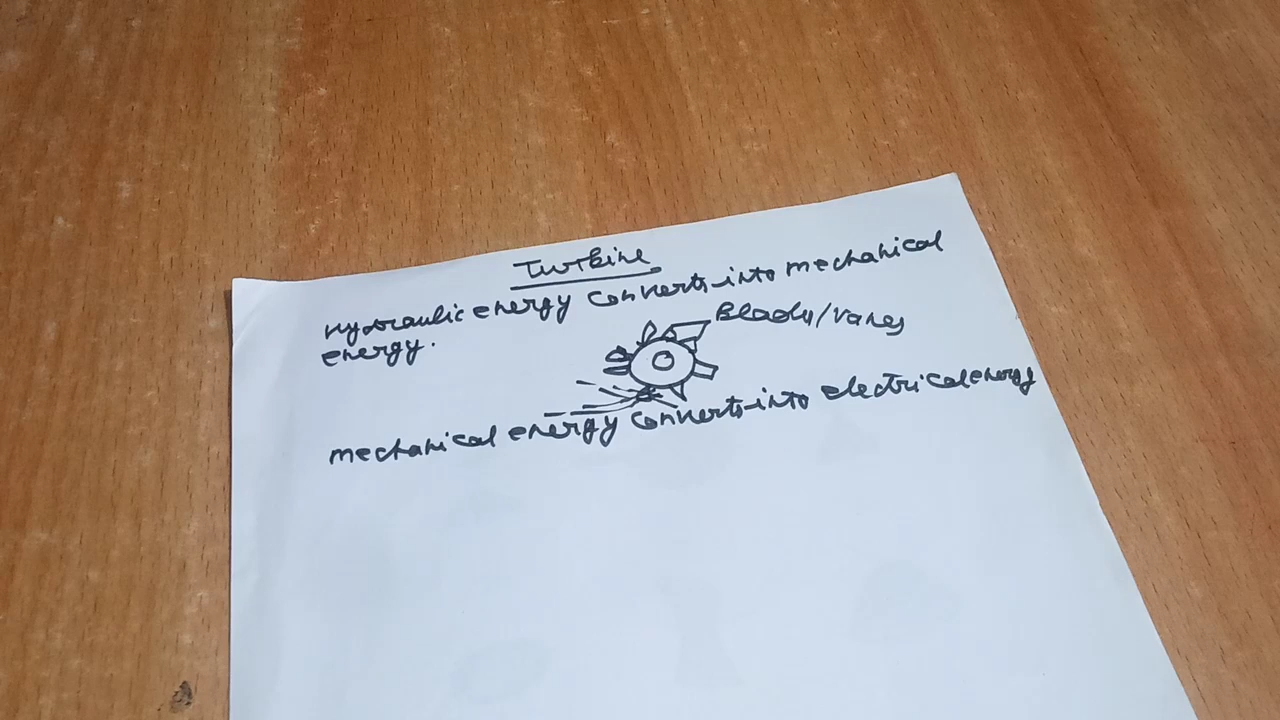 Turbine
Hydraulic energy converts into mechanical
energy.
Blades/vanes
mechanical energy converts into electrical energy